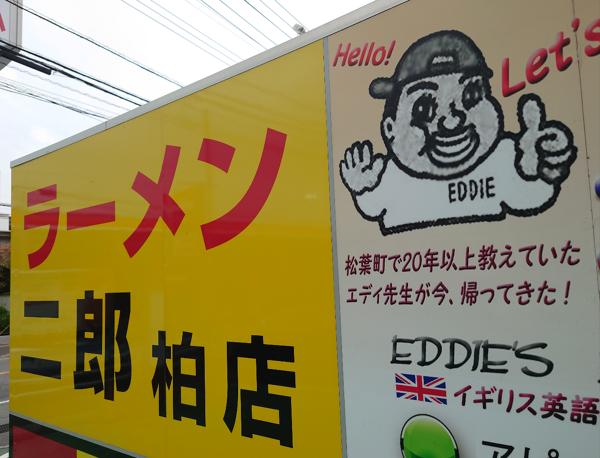 ラーメン
二郎 柏店
Hello!
Let's
EDDIE
松葉町で20年以上教えていた
エディ先生が今、帰ってきた!
EDDIE'S
イギリス英語